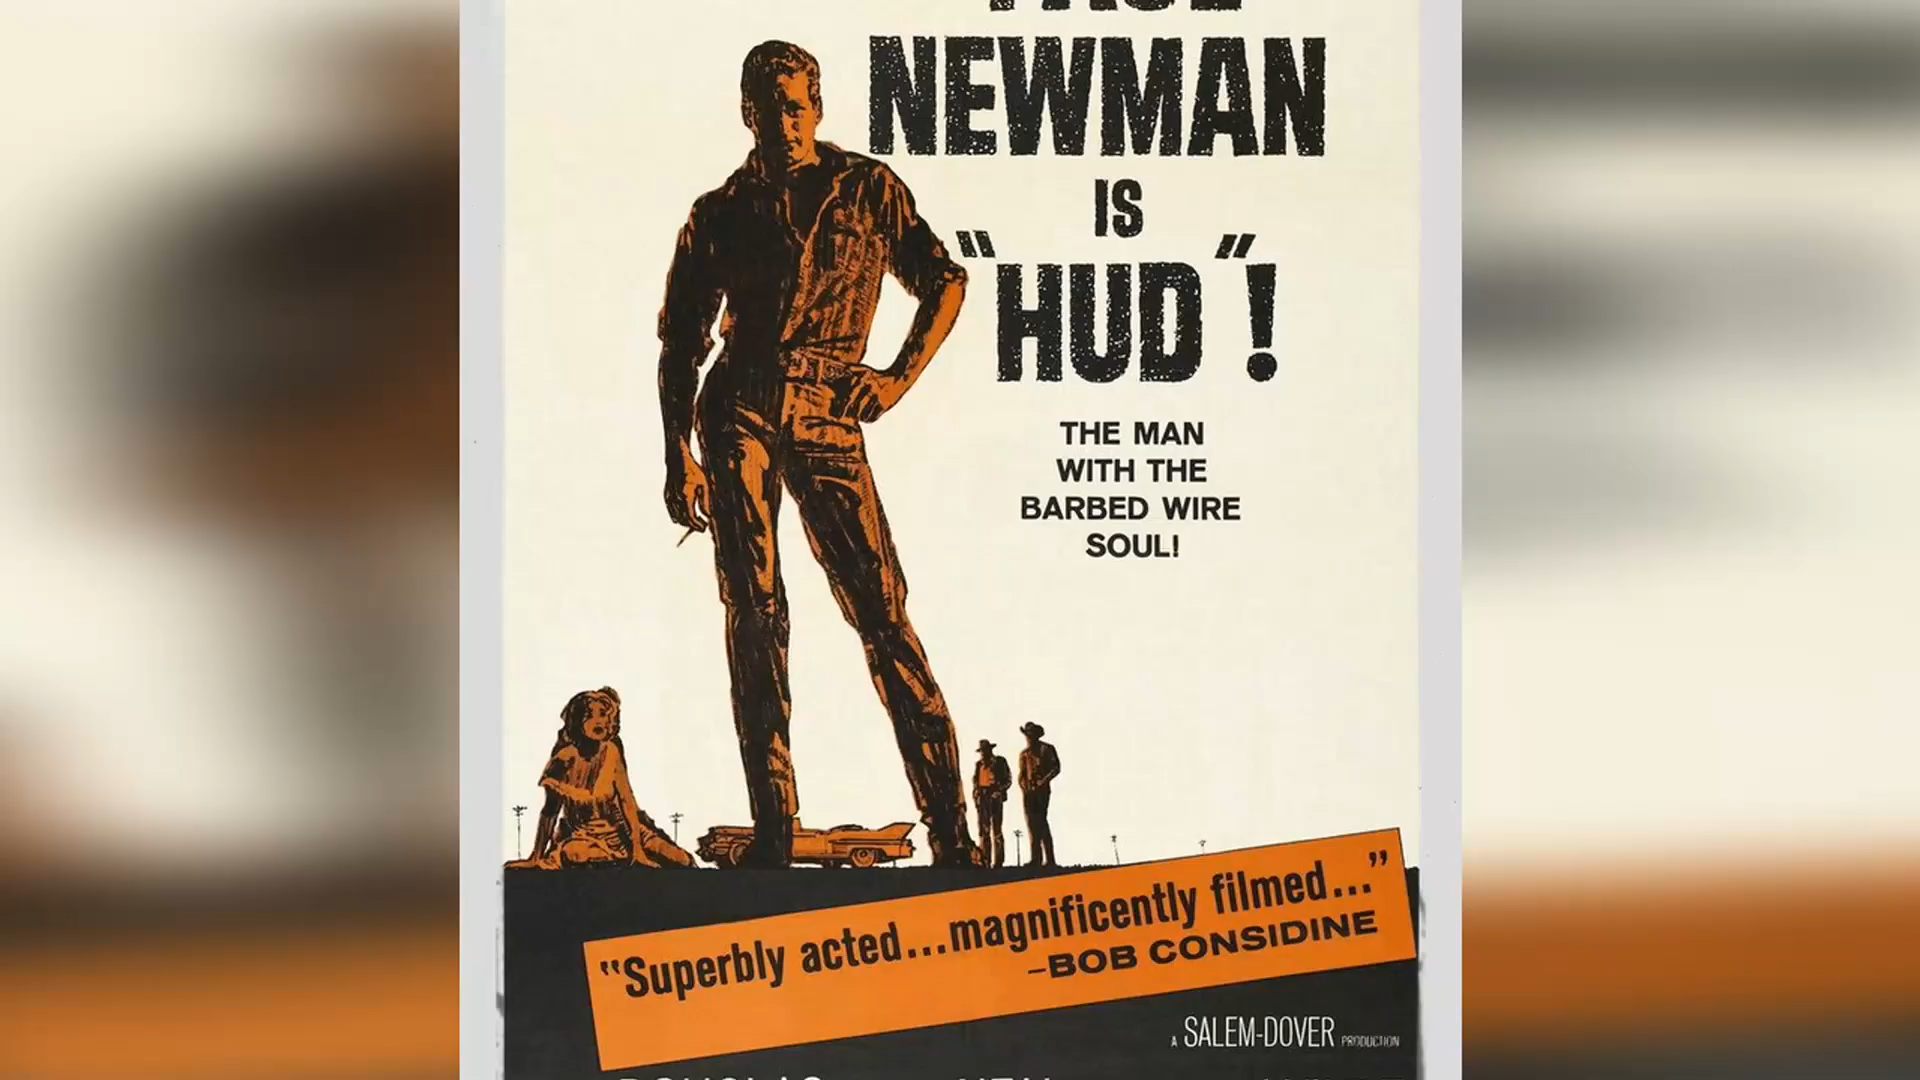 NEWMAN
IS
"HUD"!
THE MAN
WITH THE
BARBED WIRE
SOUL!
"Superbly acted...magnificently filmed..."
–BOB CONSIDINE
A SALEM-DOVER PRODUCTION